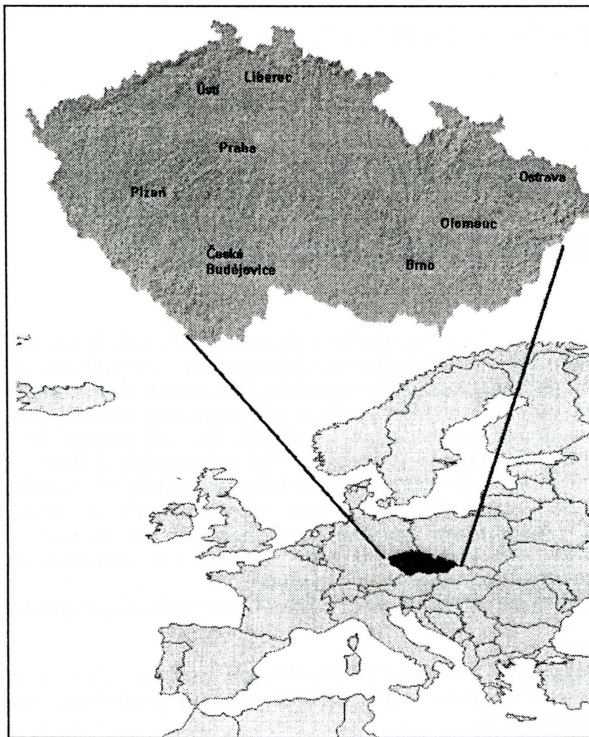 Liberec
Ústí
Praha
Ostrava
Plzeň
Olomouc
České
Budějovice
Brno